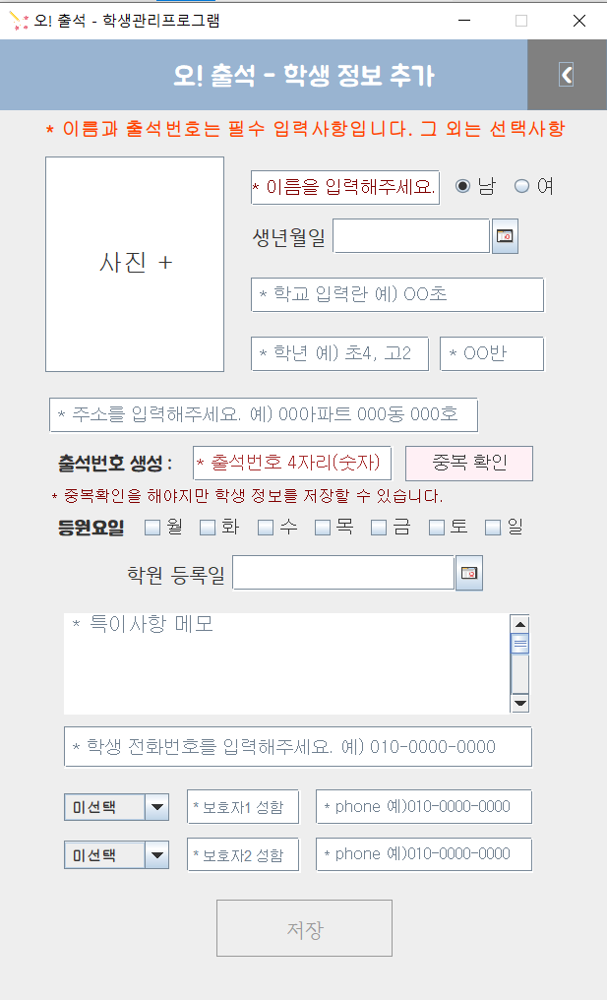 오! 출석 - 학생관리프로그램
오! 출석 - 학생 정보 추가
* 이름과 출석번호는 필수 입력사항입니다. 그 외는 선택사항
사진 +
* 이름을 입력해주세요. 남 여
생년월일
* 학교 입력란 예) OO초
* 학년 예) 초4, 고2 * OO반
* 주소를 입력해주세요. 예) 000아파트 000동 000호
출석번호 생성 : * 출석번호 4자리(숫자) 중복 확인
* 중복확인을 해야지만 학생 정보를 저장할 수 있습니다.
등원요일 월 화 수 목 금 토 일
학원 등록일
* 특이사항 메모
* 학생 전화번호를 입력해주세요. 예) 010-0000-0000
미선택 * 보호자1 성함 * phone 예)010-0000-0000
미선택 * 보호자2 성함 * phone 예)010-0000-0000
저장